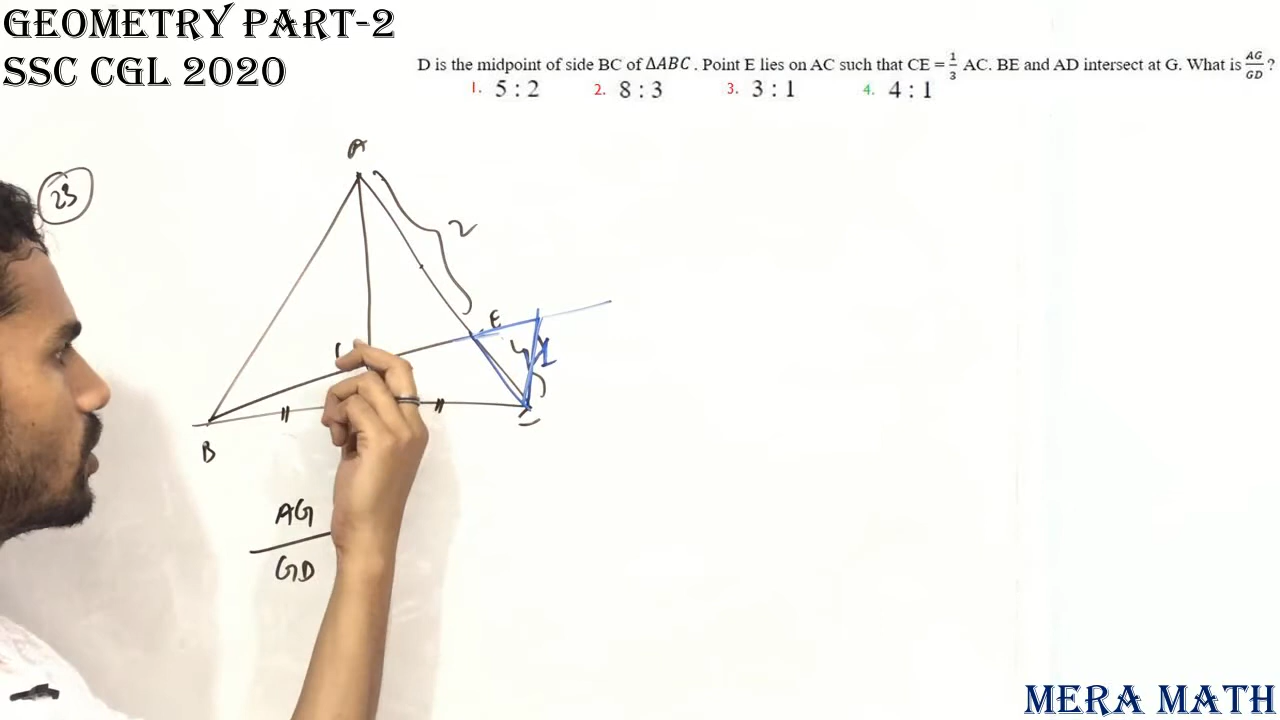 GEOMETRY PART-2
SSC CGL 2020
D is the midpoint of side BC of ΔABC. Point E lies on AC such that CE = 1/3 AC. BE and AD intersect at G. What is AG/GD ?
1. 5 : 2 2. 8 : 3 3. 3 : 1 4. 4 : 1
23
A
2
E
B
AG
GD
MERA MATH